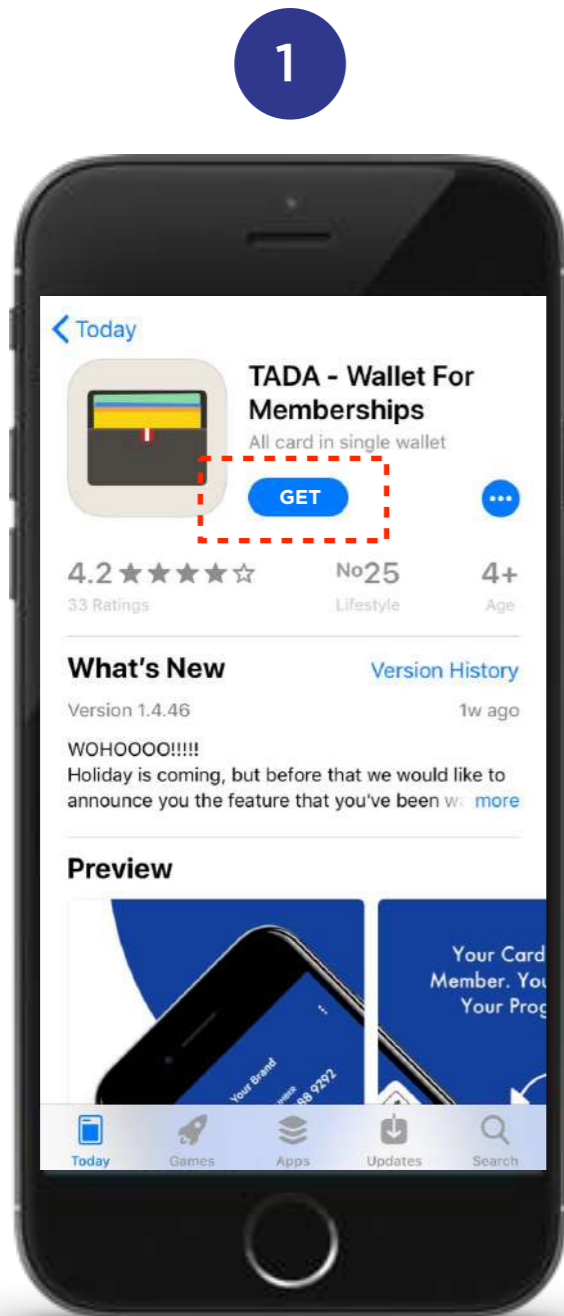 1
Today
TADA - Wallet For
Memberships
All card in single wallet
GET
4.2 No25 4+
33 Ratings Lifestyle Age
What's New Version History
Version 1.4.46 1w ago
WOHOOOO!!!!!
Holiday is coming, but before that we would like to
announce you the feature that you've been more
Preview
Your Card
Member. You
Your Prog
Your Brand
88 9292
Today Games Apps Updates Search